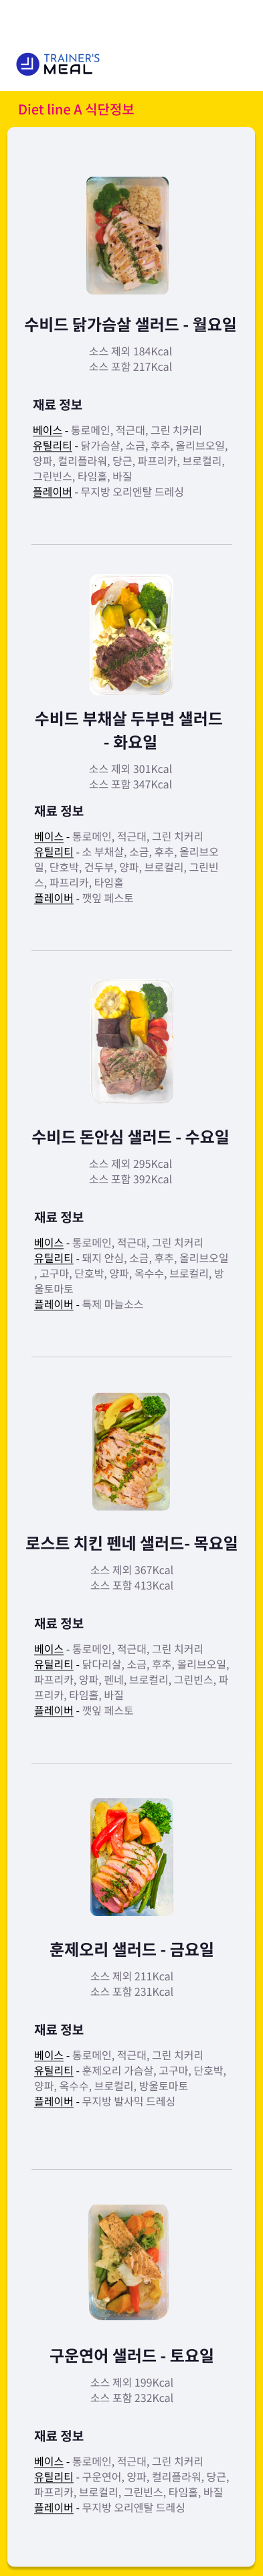 TRAINER'S
MEAL
Diet line A 식단정보
수비드 닭가슴살 샐러드 - 월요일
소스 제외 184Kcal
소스 포함 217Kcal
재료 정보
베이스 - 통로메인, 적근대, 그린 치커리
유틸리티 - 닭가슴살, 소금, 후추, 올리브오일,
양파, 컬리플라워, 당근, 파프리카, 브로컬리,
그린빈스, 타임홀, 바질
플레이버 - 무지방 오리엔탈 드레싱
수비드 부채살 두부면 샐러드
- 화요일
소스 제외 301Kcal
소스 포함 347Kcal
재료 정보
베이스 - 통로메인, 적근대, 그린 치커리
유틸리티 - 소 부채살, 소금, 후추, 올리브오
일, 단호박, 건두부, 양파, 브로컬리, 그린빈
스, 파프리카, 타임홀
플레이버 - 깻잎 페스토
수비드 돈안심 샐러드 - 수요일
소스 제외 295Kcal
소스 포함 392Kcal
재료 정보
베이스 - 통로메인, 적근대, 그린 치커리
유틸리티 - 돼지 안심, 소금, 후추, 올리브오일
, 고구마, 단호박, 양파, 옥수수, 브로컬리, 방
울토마토
플레이버 - 특제 마늘소스
로스트 치킨 펜네 샐러드- 목요일
소스 제외 367Kcal
소스 포함 413Kcal
재료 정보
베이스 - 통로메인, 적근대, 그린 치커리
유틸리티 - 닭다리살, 소금, 후추, 올리브오일,
파프리카, 양파, 펜네, 브로컬리, 그린빈스, 파
프리카, 타임홀, 바질
플레이버 - 깻잎 페스토
훈제오리 샐러드 - 금요일
소스 제외 211Kcal
소스 포함 231Kcal
재료 정보
베이스 - 통로메인, 적근대, 그린 치커리
유틸리티 - 훈제오리 가슴살, 고구마, 단호박,
양파, 옥수수, 브로컬리, 방울토마토
플레이버 - 무지방 발사믹 드레싱
구운연어 샐러드 - 토요일
소스 제외 199Kcal
소스 포함 232Kcal
재료 정보
베이스 - 통로메인, 적근대, 그린 치커리
유틸리티 - 구운연어, 양파, 컬리플라워, 당근,
파프리카, 브로컬리, 그린빈스, 타임홀, 바질
플레이버 - 무지방 오리엔탈 드레싱